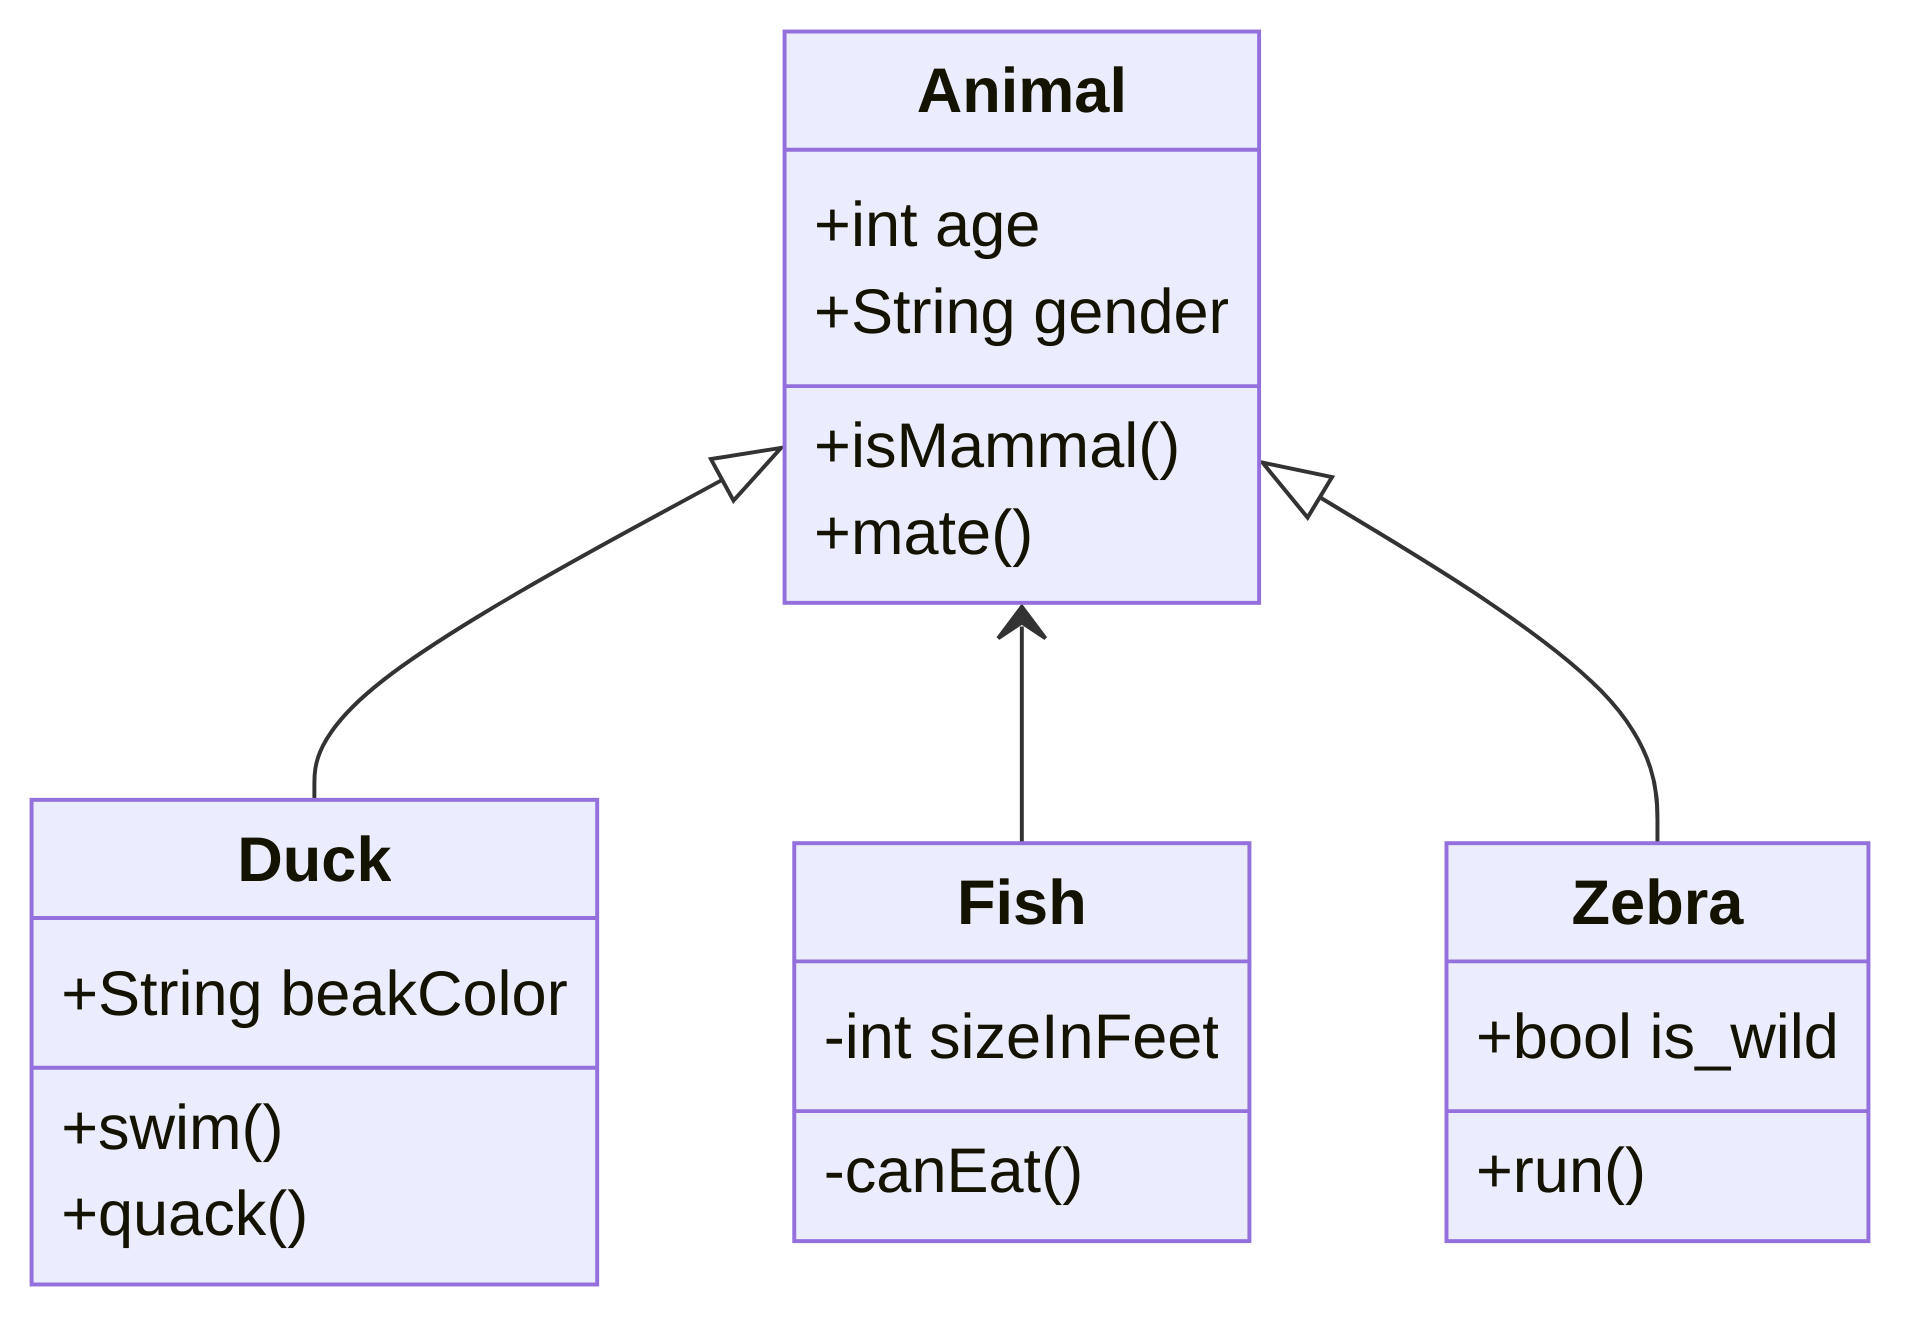 Animal
+int age
+String gender
+isMammal()
+mate()
Duck
+String beakColor
+swim()
+quack()
Fish
-int sizeInFeet
-canEat()
Zebra
+bool is_wild
+run()